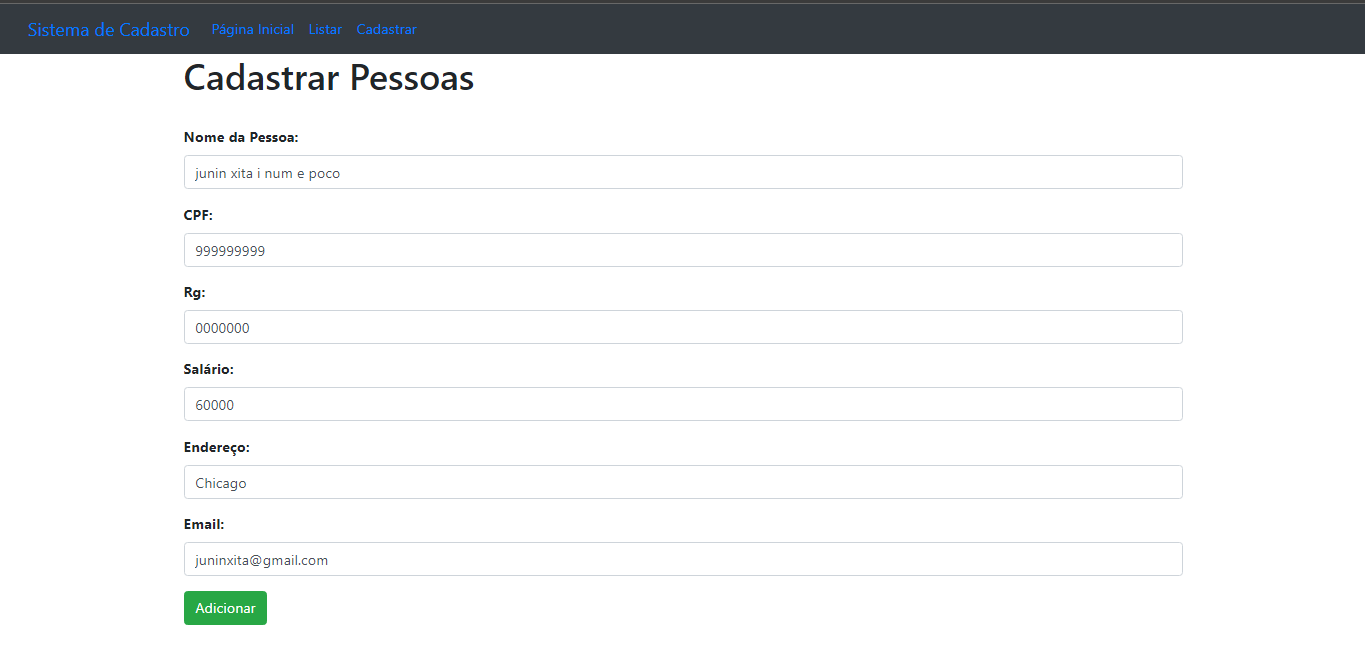 Sistema de Cadastro Página Inicial Listar Cadastrar
Cadastrar Pessoas
Nome da Pessoa:
junin xita i num e poco
CPF:
999999999
Rg:
0000000
Salário:
60000
Endereço:
Chicago
Email:
juninxita@gmail.com
Adicionar